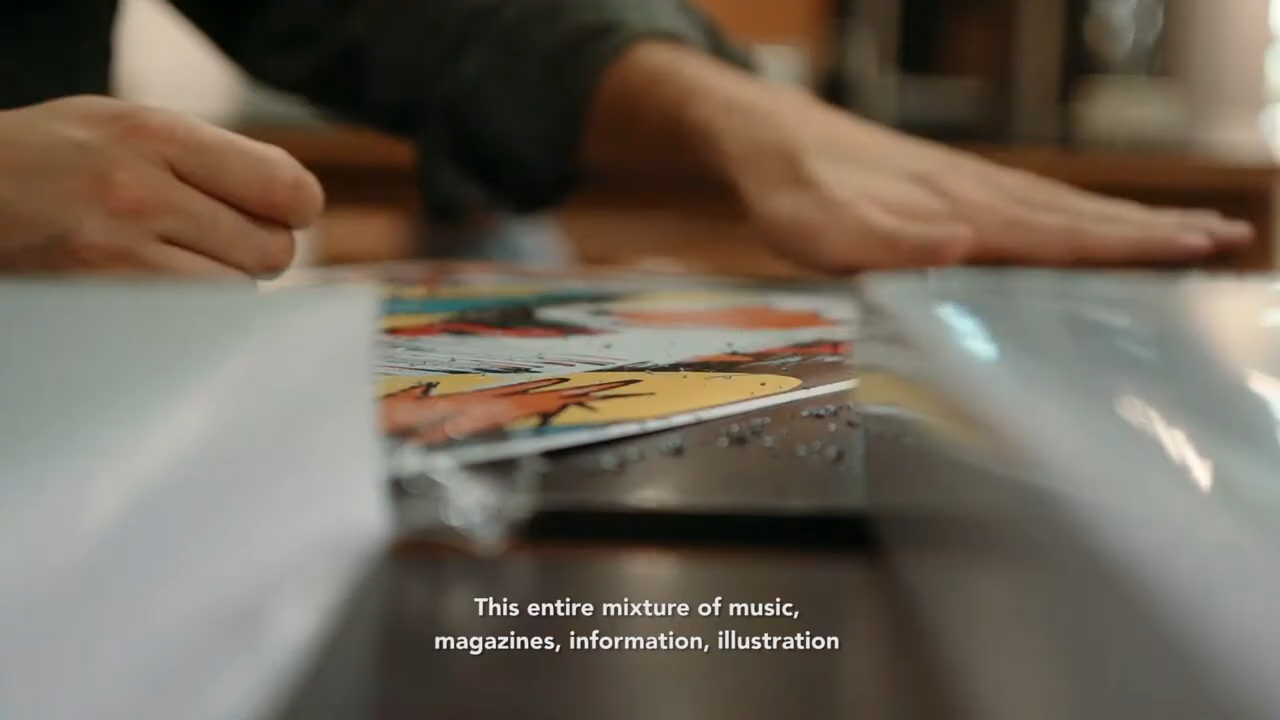 This entire mixture of music,
magazines, information, illustration